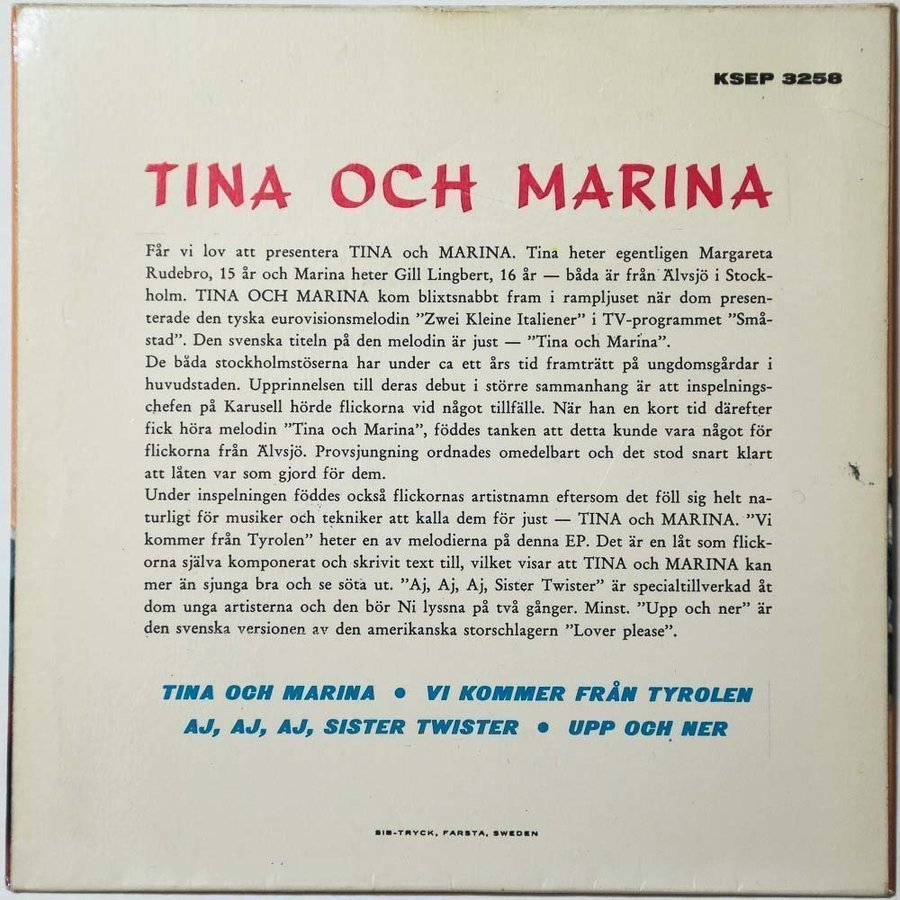 KSEP 3258
TINA OCH MARINA
Får vi lov att presentera TINA och MARINA. Tina heter egentligen Margareta
Rudebro, 15 år och Marina heter Gill Lingbert, 16 år — båda är från Älvsjö i Stock-
holm. TINA OCH MARINA kom blixtsnabbt fram i rampljuset när dom presen-
terade den tyska eurovisionsmelodin ”Zwei Kleine Italiener” i TV-programmet ”Små-
stad”. Den svenska titeln på den melodin är just — ”Tina och Marina”.
De båda stockholmstöserna har under ca ett års tid framträtt på ungdomsgårdar i
huvudstaden. Upprinnelsen till deras debut i större sammanhang är att inspelnings-
chefen på Karusell hörde flickorna vid något tillfälle. När han en kort tid därefter
fick höra melodin ”Tina och Marina”, föddes tanken att detta kunde vara något för
flickorna från Älvsjö. Provsjungning ordnades omedelbart och det stod snart klart
att låten var som gjord för dem.
Under inspelningen föddes också flickornas artistnamn eftersom det föll sig helt na-
turligt för musiker och tekniker att kalla dem för just — TINA och MARINA. ”Vi
kommer från Tyrolen” heter en av melodierna på denna EP. Det är en låt som flick-
orna själva komponerat och skrivit text till, vilket visar att TINA och MARINA kan
mer än sjunga bra och se söta ut. ”Aj, Aj, Aj, Sister Twister” är specialtillverkad åt
dom unga artisterna och den bör Ni lyssna på två gånger. Minst. ”Upp och ner” är
den svenska versionen av den amerikanska storschlagern ”Lover please”.
TINA OCH MARINA • VI KOMMER FRÅN TYROLEN
AJ, AJ, AJ, SISTER TWISTER • UPP OCH NER
SIB-TRYCK, FARSTA, SWEDEN